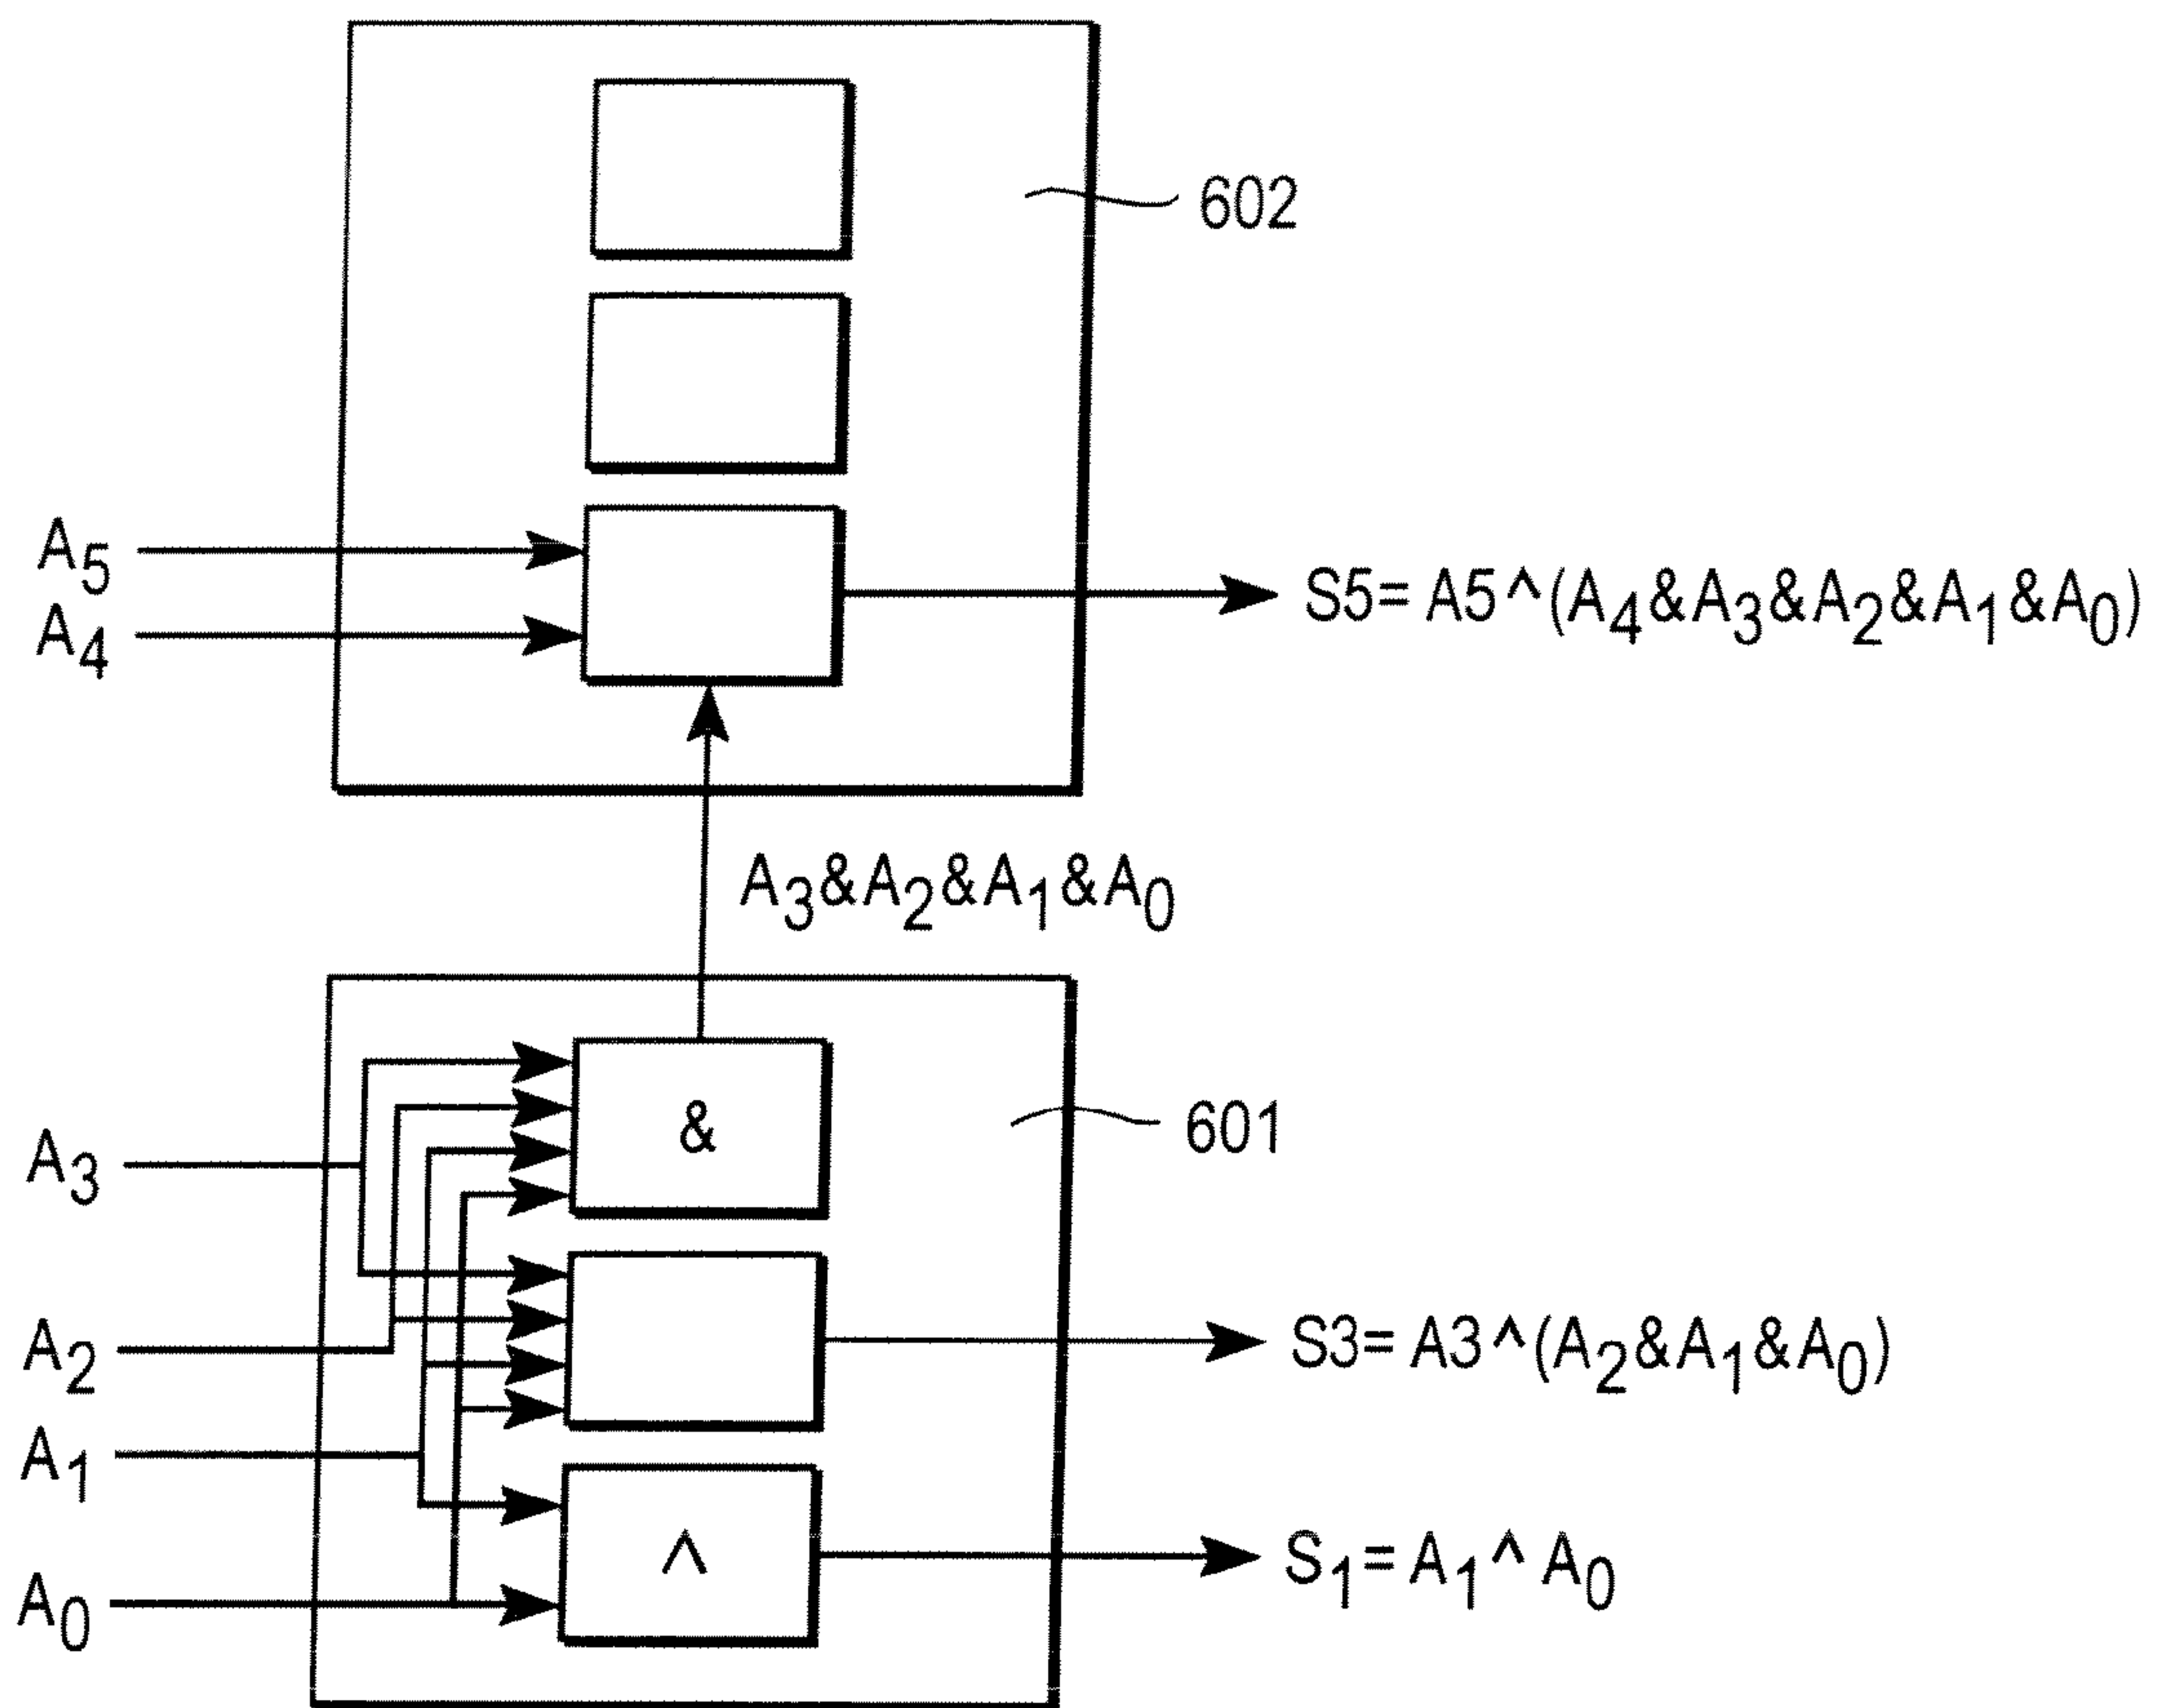 602
A5
S5= A5^(A4&A3&A2&A1&A0)
A4
A3&A2&A1&A0
&
601
A3
A2
S3= A3^(A2&A1&A0)
A1
^
S1= A1^A0
A0